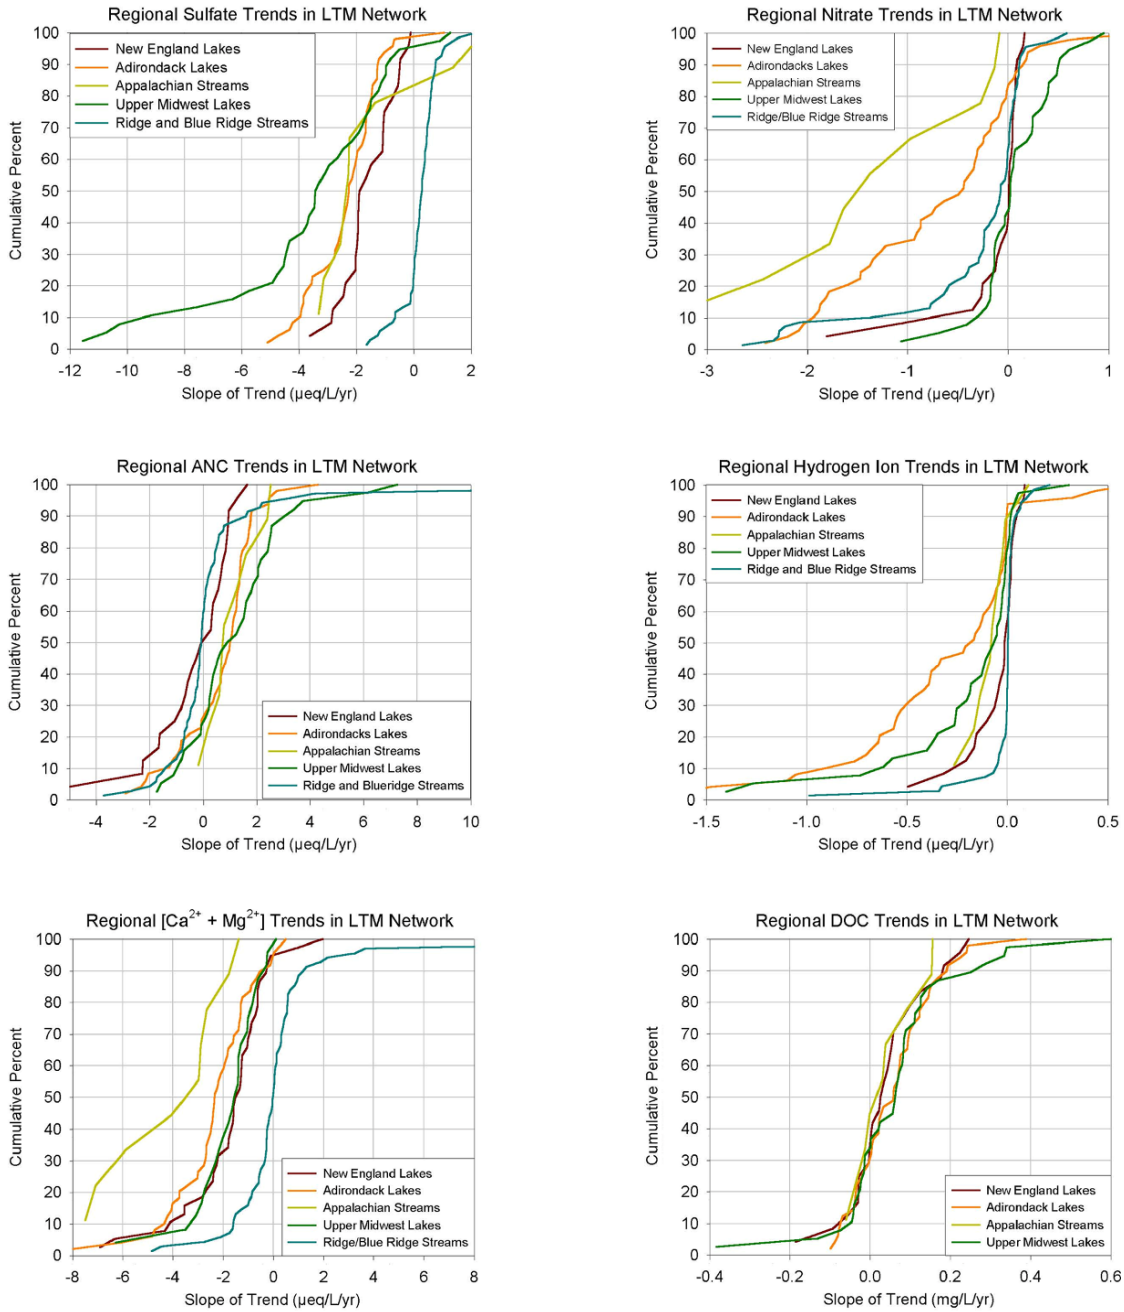 Regional Sulfate Trends in LTM Network
100
90
80
70
60
50
40
30
20
10
0
Cumulative Percent
New England Lakes
Adirondack Lakes
Appalachian Streams
Upper Midwest Lakes
Ridge and Blue Ridge Streams
-12 -10 -8 -6 -4 -2 0 2
Slope of Trend (µeq/L/yr)
Regional Nitrate Trends in LTM Network
100
90
80
70
60
50
40
30
20
10
0
Cumulative Percent
New England Lakes
Adirondack Lakes
Appalachian Streams
Upper Midwest Lakes
Ridge/Blue Ridge Streams
-3 -2 -1 0 1
Slope of Trend (µeq/L/yr)
Regional ANC Trends in LTM Network
100
90
80
70
60
50
40
30
20
10
0
Cumulative Percent
New England Lakes
Adirondacks Lakes
Appalachian Streams
Upper Midwest Lakes
Ridge and Blueridge Streams
-4 -2 0 2 4 6 8 10
Slope of Trend (µeq/L/yr)
Regional Hydrogen Ion Trends in LTM Network
100
90
80
70
60
50
40
30
20
10
0
Cumulative Percent
New England Lakes
Adirondack Lakes
Appalachian Streams
Upper Midwest Lakes
Ridge and Blue Ridge Streams
-1.5 -1.0 -0.5 0.0 0.5
Slope of Trend (µeq/L/yr)
Regional [Ca²⁺ + Mg²⁺] Trends in LTM Network
100
90
80
70
60
50
40
30
20
10
0
Cumulative Percent
New England Lakes
Adirondack Lakes
Appalachian Streams
Upper Midwest Lakes
Ridge/Blue Ridge Streams
-8 -6 -4 -2 0 2 4 6 8
Slope of Trend (µeq/L/yr)
Regional DOC Trends in LTM Network
100
90
80
70
60
50
40
30
20
10
0
Cumulative Percent
New England Lakes
Adirondack Lakes
Appalachian Streams
Upper Midwest Lakes
-0.4 -0.2 0.0 0.2 0.4 0.6
Slope of Trend (mg/L/yr)